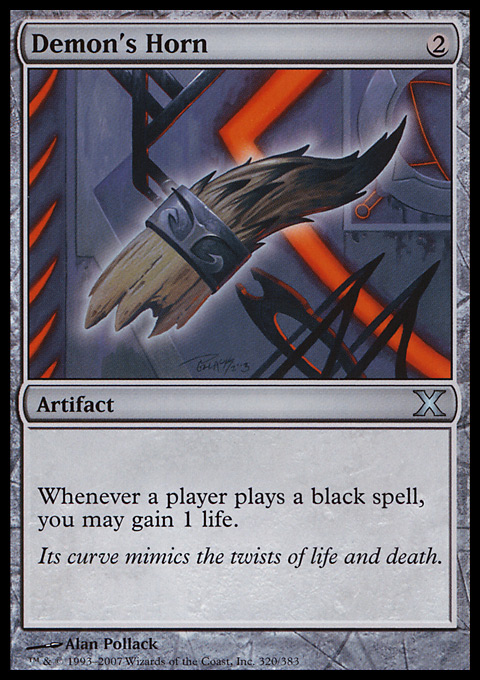 Demon's Horn 2
Artifact X
Whenever a player plays a black spell,
you may gain 1 life.
Its curve mimics the twists of life and death.
Alan Pollack
™ & © 1993–2007 Wizards of the Coast, Inc. 320/383